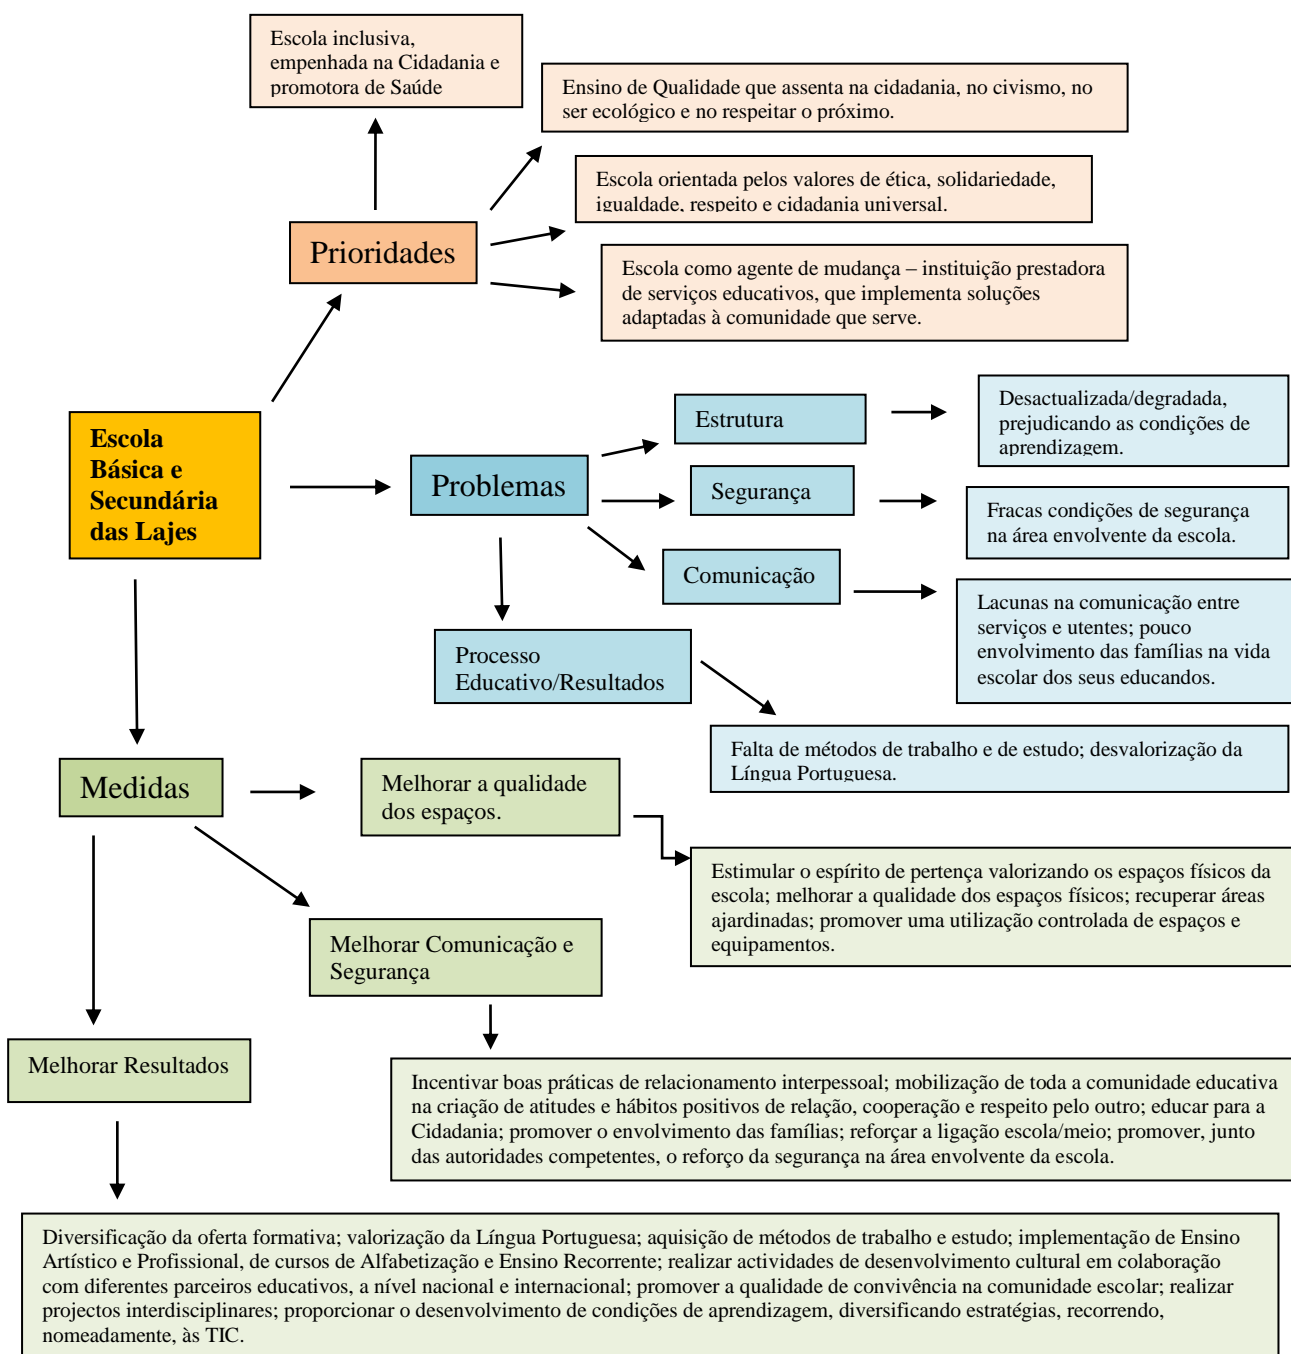 Escola inclusiva,
empenhada na Cidadania e
promotora de Saúde
Ensino de Qualidade que assenta na cidadania, no civismo, no
ser ecológico e no respeitar o próximo.
Escola orientada pelos valores de ética, solidariedade,
igualdade, respeito e cidadania universal.
Prioridades
Escola como agente de mudança – instituição prestadora
de serviços educativos, que implementa soluções
adaptadas à comunidade que serve.
Escola
Básica e
Secundária
das Lajes
Problemas
Estrutura
Desactualizada/degradada,
prejudicando as condições de
aprendizagem.
Segurança
Fracas condições de segurança
na área envolvente da escola.
Comunicação
Lacunas na comunicação entre
serviços e utentes; pouco
envolvimento das famílias na vida
escolar dos seus educandos.
Processo
Educativo/Resultados
Falta de métodos de trabalho e de estudo; desvalorização da
Língua Portuguesa.
Medidas
Melhorar a qualidade
dos espaços.
Estimular o espírito de pertença valorizando os espaços físicos da
escola; melhorar a qualidade dos espaços físicos; recuperar áreas
ajardinadas; promover uma utilização controlada de espaços e
equipamentos.
Melhorar Comunicação e
Segurança
Incentivar boas práticas de relacionamento interpessoal; mobilização de toda a comunidade educativa
na criação de atitudes e hábitos positivos de relação, cooperação e respeito pelo outro; educar para a
Cidadania; promover o envolvimento das famílias; reforçar a ligação escola/meio; promover, junto
das autoridades competentes, o reforço da segurança na área envolvente da escola.
Melhorar Resultados
Diversificação da oferta formativa; valorização da Língua Portuguesa; aquisição de métodos de trabalho e estudo; implementação de Ensino
Artístico e Profissional, de cursos de Alfabetização e Ensino Recorrente; realizar actividades de desenvolvimento cultural em colaboração
com diferentes parceiros educativos, a nível nacional e internacional; promover a qualidade de convivência na comunidade escolar; realizar
projectos interdisciplinares; proporcionar o desenvolvimento de condições de aprendizagem, diversificando estratégias, recorrendo,
nomeadamente, às TIC.